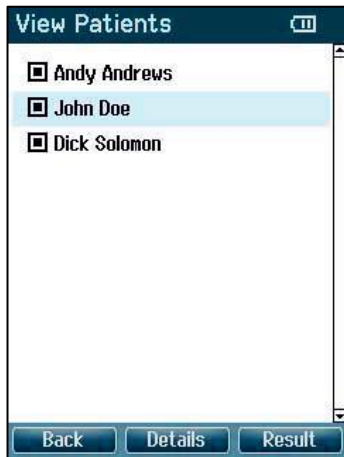 View Patients
Andy Andrews
John Doe
Dick Solomon
Back Details Result